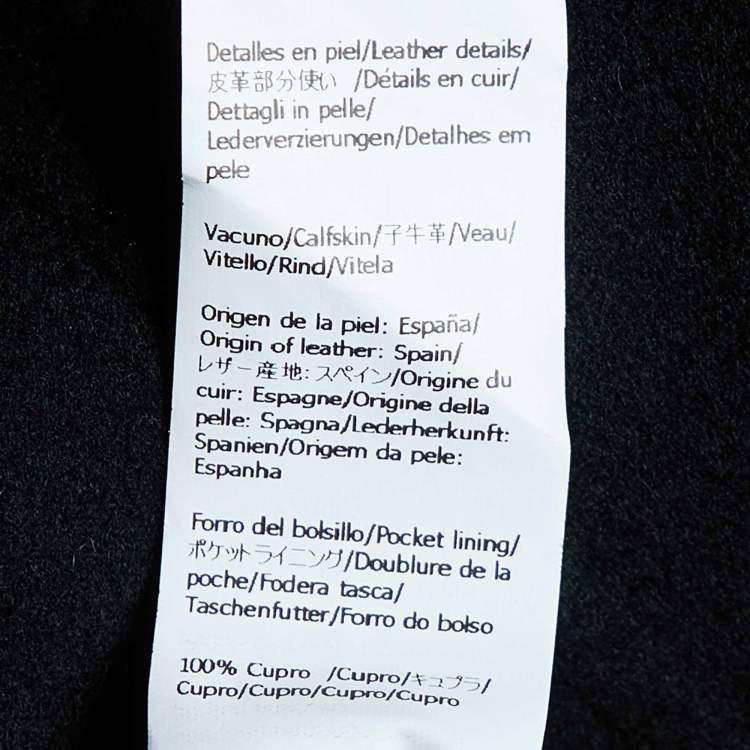 Detalles en piel/Leather details/
皮革部分使い /Détails en cuir/
Dettagli in pelle/
Lederverzierungen/Detalhes em
pele
Vacuno/Calfskin/子牛革/Veau/
Vitello/Rind/Vitela
Origen de la piel: España/
Origin of leather: Spain/
レザー産地: スペイン/Origine du
cuir: Espagne/Origine della
pelle: Spagna/Lederherkunft:
Spanien/Origem da pele:
Espanha
Forro del bolsillo/Pocket lining/
ポケットライニング/Doublure de la
poche/Fodera tasca/
Taschenfutter/Forro do bolso
100% Cupro /Cupro/キュプラ/
Cupro/Cupro/Cupro/Cupro